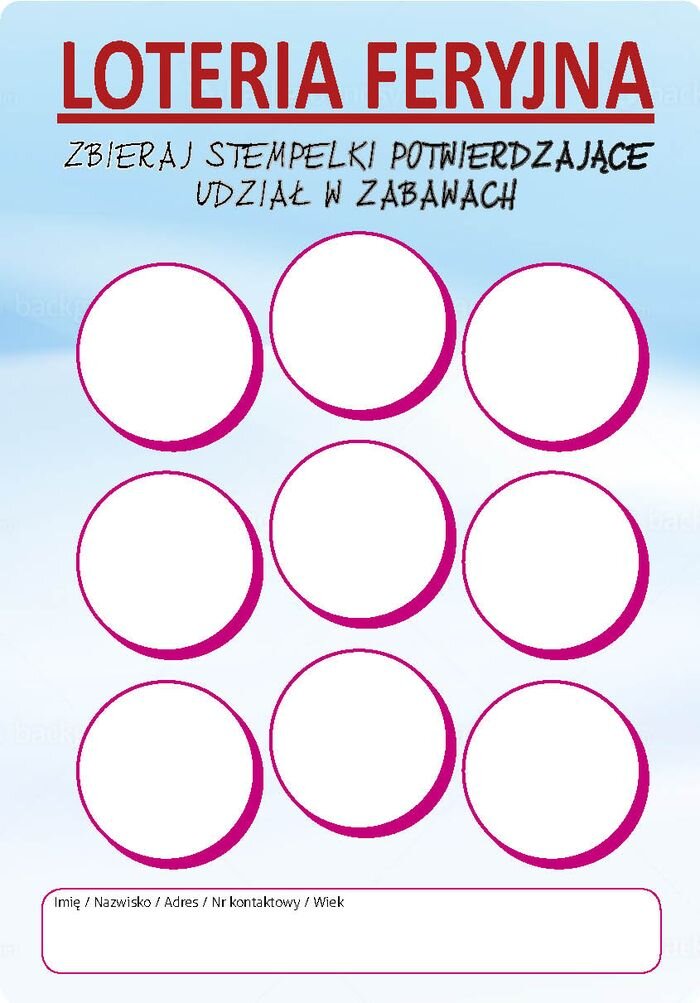 LOTERIA FERYJNA
ZBIERAJ STEMPELKI POTWIERDZAJĄCE
UDZIAŁ W ZABAWACH
Imię / Nazwisko / Adres / Nr kontaktowy / Wiek